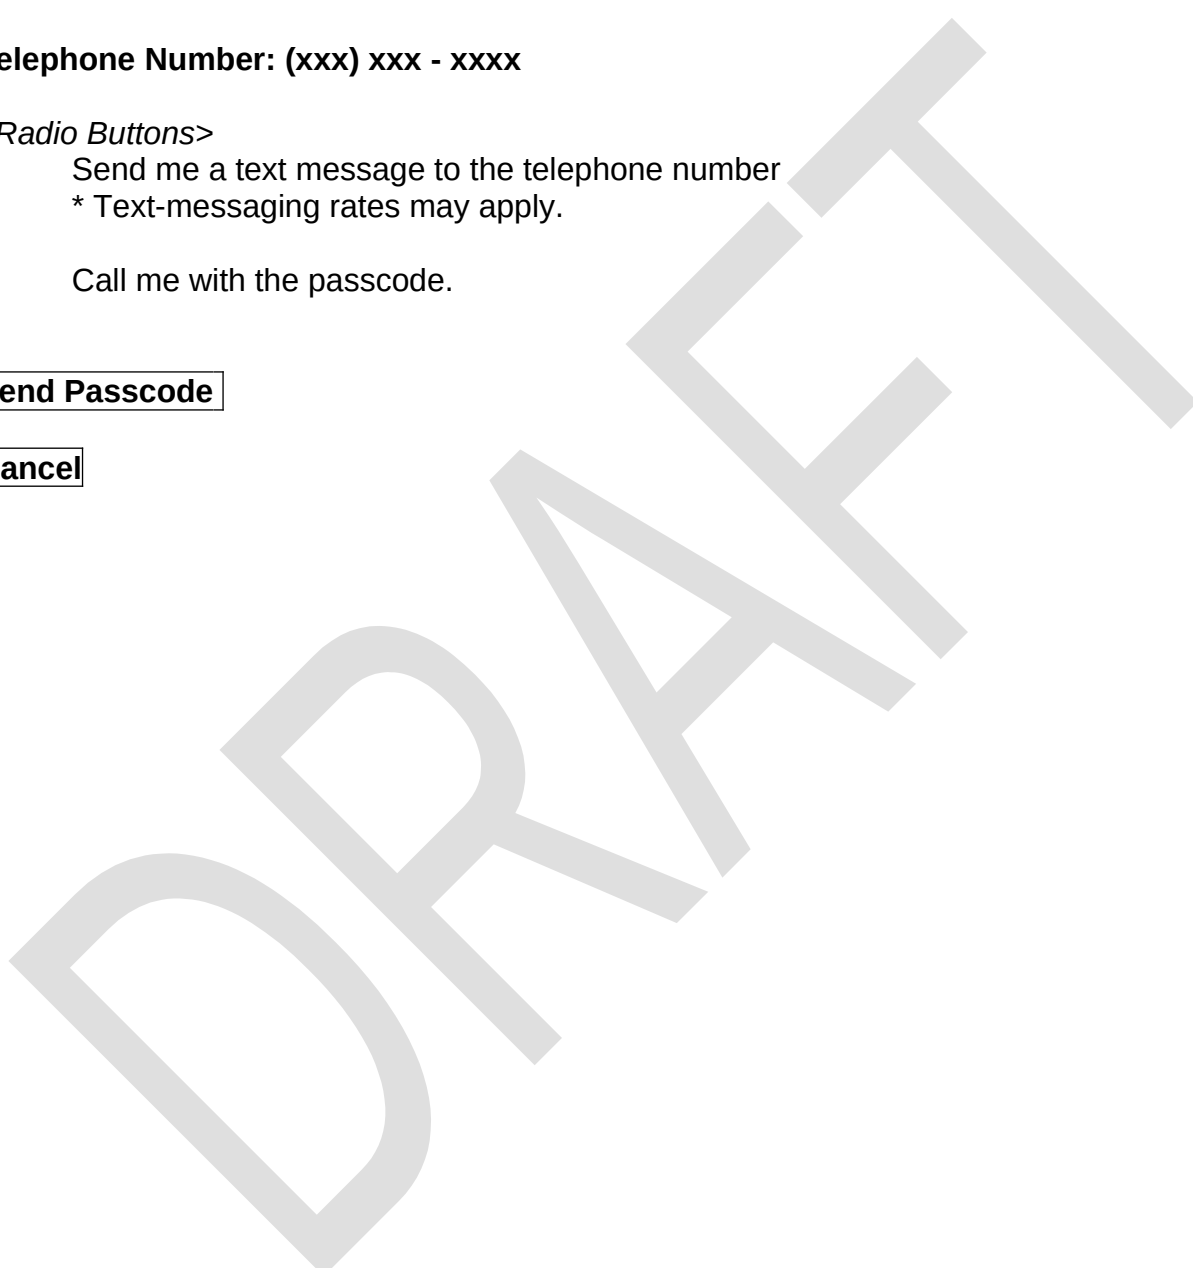 elephone Number: (xxx) xxx - xxxx
Radio Buttons>
Send me a text message to the telephone number
* Text-messaging rates may apply.
Call me with the passcode.
end Passcode
ancel
DRAFT